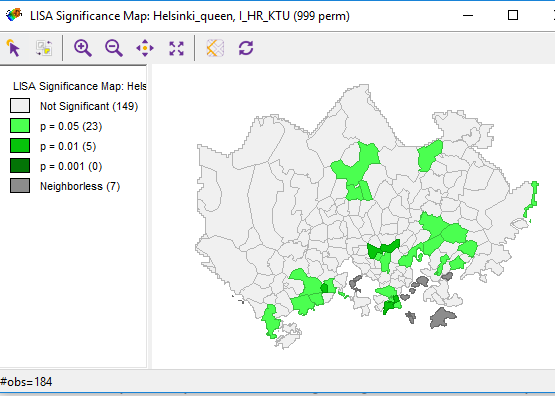 LISA Significance Map: Helsinki_queen, I_HR_KTU (999 perm)
LISA Significance Map: Hels
Not Significant (149)
p = 0.05 (23)
p = 0.01 (5)
p = 0.001 (0)
Neighborless (7)
#obs=184